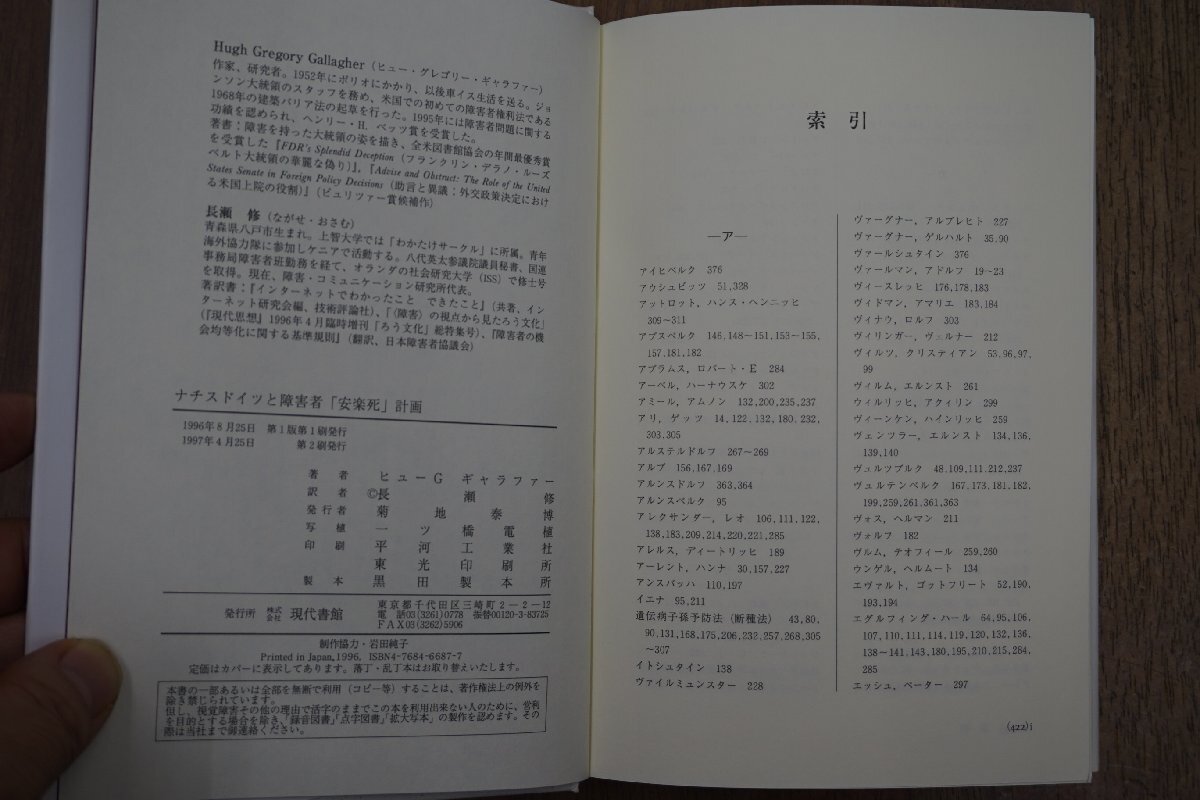 Hugh Gregory Gallagher（ヒュー・グレゴリー・ギャラファー）
作家、研究者。1952年にポリオにかかり、以後車イス生活を送る。ジョ
ンソン大統領のスタッフを務め、米国での初めての障害者権利法である
1968年の建築バリア法の起草を行った。1995年には障害者問題に関する
功績を認められ、ヘンリー・H．ベッツ賞を受賞した。
著書：障害を持った大統領の姿を描き、全米図書館協会の年間最優秀賞
を受賞した『FDR's Splendid Deception（フランクリン・デラノ・ルーズ
ベルト大統領の華麗な偽り）』。『Advise and Obstruct: The Role of the United
States Senate in Foreign Policy Decisions（助言と異議：外交政策決定におけ
る米国上院の役割）』（ピュリツァー賞候補作）
長瀬　修（ながせ・おさむ）
青森県八戸市生まれ。上智大学では「わかたけサークル」に所属。青年
海外協力隊に参加しケニアで活動する。八代英太参議院議員秘書、国連
事務局障害者班勤務を経て、オランダの社会研究大学（ISS）で修士号
を取得。現在、障害・コミュニケーション研究所代表。
著訳書：『インターネットでわかったこと　できたこと』（共著、イン
ターネット研究会編、技術評論社）、「〈障害〉の視点から見たろう文化」
（『現代思想』1996年4月臨時増刊「ろう文化」総特集号）、『障害者の機
会均等化に関する基準規則』（翻訳、日本障害者協議会）
ナチスドイツと障害者「安楽死」計画
1996年8月25日　第1版第1刷発行
1997年4月25日　第2刷発行
著者　ヒューG　ギャラファー
訳者　©長瀬修
発行者　菊地泰博
写植　一ツ橋電植
印刷　平河工業社
東光印刷所
製本　黒田製本所
発行所　株式会社　現代書館
東京都千代田区三崎町2－2－12
電話03(3261)0778　振替00120-3-83725
FAX03(3262)5906
制作協力・岩田純子
Printed in Japan, 1996, ISBN4-7684-6687-7
定価はカバーに表示してあります。落丁・乱丁本はお取り替えいたします。
本書の一部あるいは全部を無断で利用（コピー等）することは、著作権法上の例外を
除き禁じられています。
但し、視覚障害その他の理由で活字のままでこの本を利用出来ない人のために、営利
を目的とする場合を除き、「録音図書」「点字図書」「拡大写本」の製作を認めます。その
際は当社まで御連絡ください。
索引
―ア―
アイヒベルク　376
アウシュビッツ　51,328
アットロット，ハンス・ヘンニッヒ
309～311
アプスベルク　146,148～151,153～155,
157,181,182
アブラムス，ロバート・E　284
アーベル，ハーナウスケ　302
アミール，アムノン　132,200,235,237
アリ，ゲッツ　14,122,132,180,232,
303,305
アルステルドルフ　267～269
アルプ　156,167,169
アルンスドルフ　363,364
アルンスベルク　95
アレクサンダー，レオ　106,111,122,
138,183,209,214,220,221,285
アレルス，ディートリッヒ　189
アーレント，ハンナ　30,157,227
アンスバッハ　110,197
イエナ　95,211
遺伝病子孫予防法（断種法）　43,80,
90,131,168,175,206,232,257,268,305
～307
イトシュタイン　138
ヴァイルミュンスター　228
ヴァーグナー，アルブレヒト　227
ヴァーグナー，ゲルハルト　35,90
ヴァールシュタイン　376
ヴァールマン，アドルフ　19～23
ヴィースレッヒ　176,178,183
ヴィドマン，アマリエ　183,184
ヴィナウ，ロルフ　303
ヴィリンガー，ヴェルナー　212
ヴィルツ，クリスティアン　53,96,97,
99
ヴィルム，エルンスト　261
ウィルリッヒ，アクィリン　299
ヴィーンケン，ハインリッヒ　259
ヴェンツラー，エルンスト　134,136,
139,140
ヴュルツブルク　48,109,111,212,237
ヴュルテンベルク　167,173,181,182,
199,259,261,361,363
ヴォス，ヘルマン　211
ヴォルフ　182
ヴルム，テオフィール　259,260
ウンゲル，ヘルムート　134
エヴァルト，ゴットフリート　52,190,
193,194
エグルフィング・ハール　64,95,106,
107,110,111,114,119,120,132,136,
138～141,143,180,195,210,215,284,
285
エッシュ，ペーター　297
(422)i